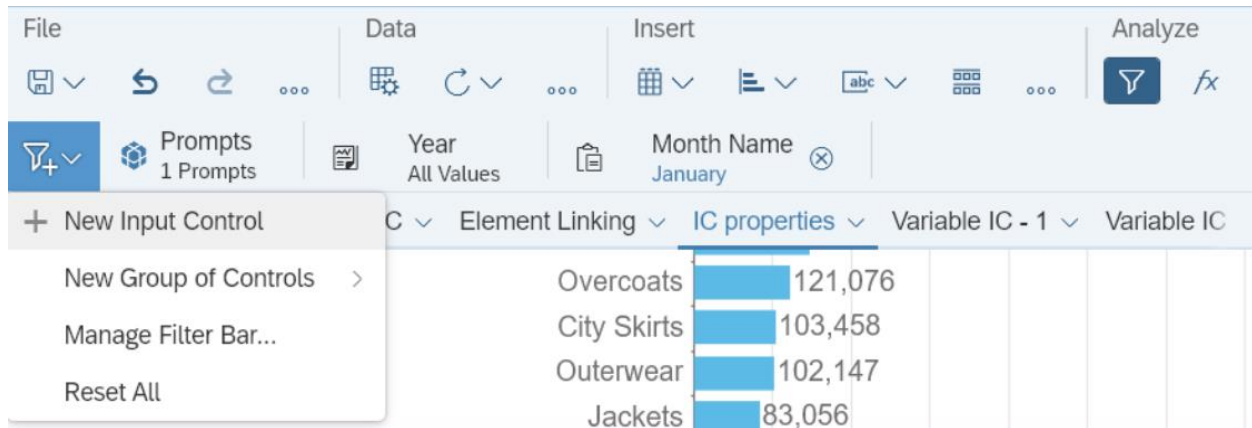 File Data Insert Analyze
... ... abc ... fx
Prompts Year Month Name
1 Prompts All Values January
New Input Control C Element Linking IC properties Variable IC - 1 Variable IC
New Group of Controls
Manage Filter Bar...
Reset All
Overcoats 121,076
City Skirts 103,458
Outerwear 102,147
Jackets 83,056